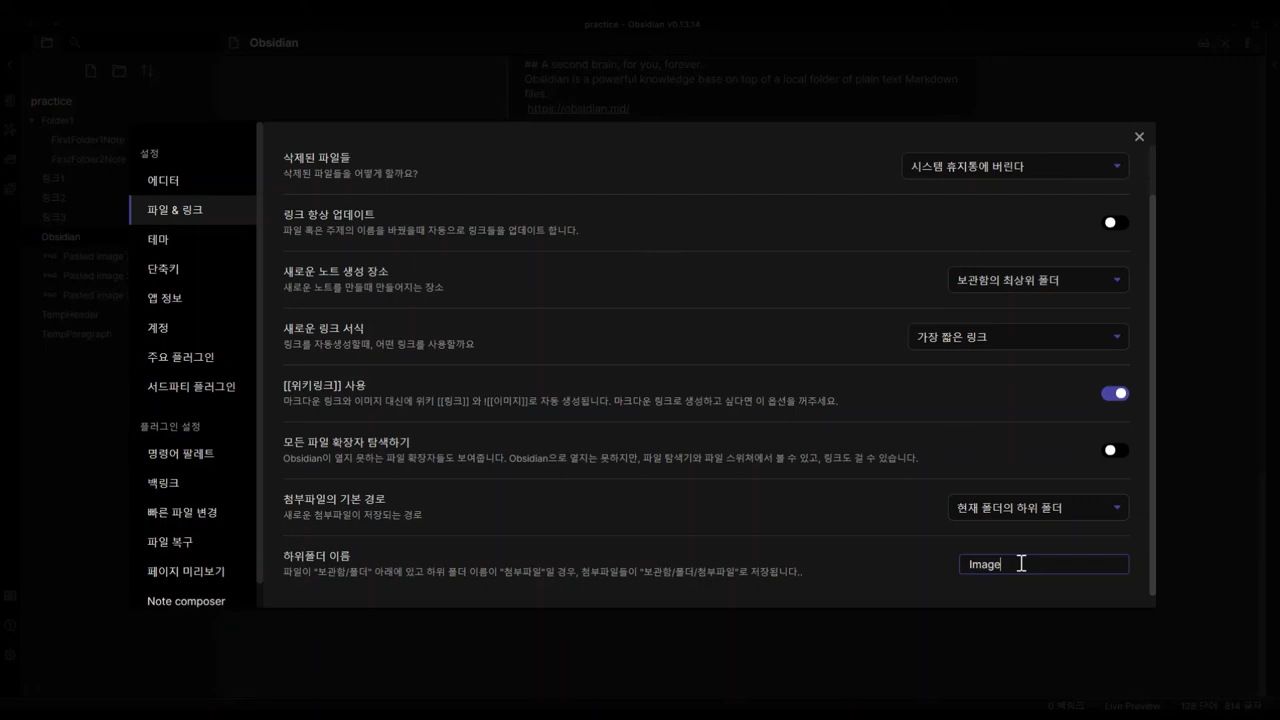 practice - Obsidian v0.13.14
Obsidian
## A second brain, for you, forever.
Obsidian is a powerful knowledge base on top of a local folder of plain text Markdown
files.
https://obsidian.md/
practice
Folder1
FirstFolder1Note
FirstFolder2Note
링크1
링크2
링크3
Obsidian
Pasted image
Pasted image
Pasted image
TempHeader
TempParagraph
설정
에디터
파일 & 링크
테마
단축키
앱 정보
계정
주요 플러그인
서드파티 플러그인
플러그인 설정
명령어 팔레트
백링크
빠른 파일 변경
파일 복구
페이지 미리보기
Note composer
삭제된 파일들
삭제된 파일들을 어떻게 할까요?
시스템 휴지통에 버린다
링크 항상 업데이트
파일 혹은 주제의 이름을 바꿨을때 자동으로 링크들을 업데이트 합니다.
새로운 노트 생성 장소
새로운 노트를 만들때 만들어지는 장소
보관함의 최상위 폴더
새로운 링크 서식
링크를 자동생성할때, 어떤 링크를 사용할까요
가장 짧은 링크
[[위키링크]] 사용
마크다운 링크와 이미지 대신에 위키 [[링크]] 와 ![[이미지]]로 자동 생성됩니다. 마크다운 링크로 생성하고 싶다면 이 옵션을 꺼주세요.
모든 파일 확장자 탐색하기
Obsidian이 열지 못하는 파일 확장자들도 보여줍니다. Obsidian으로 열지는 못하지만, 파일 탐색기와 파일 스위쳐에서 볼 수 있고, 링크도 걸 수 있습니다.
첨부파일의 기본 경로
새로운 첨부파일이 저장되는 경로
현재 폴더의 하위 폴더
하위폴더 이름
파일이 "보관함/폴더" 아래에 있고 하위 폴더 이름이 "첨부파일"일 경우, 첨부파일들이 "보관함/폴더/첨부파일"로 저장됩니다..
Image
0 백링크
Live Preview
128 단어
914 글자